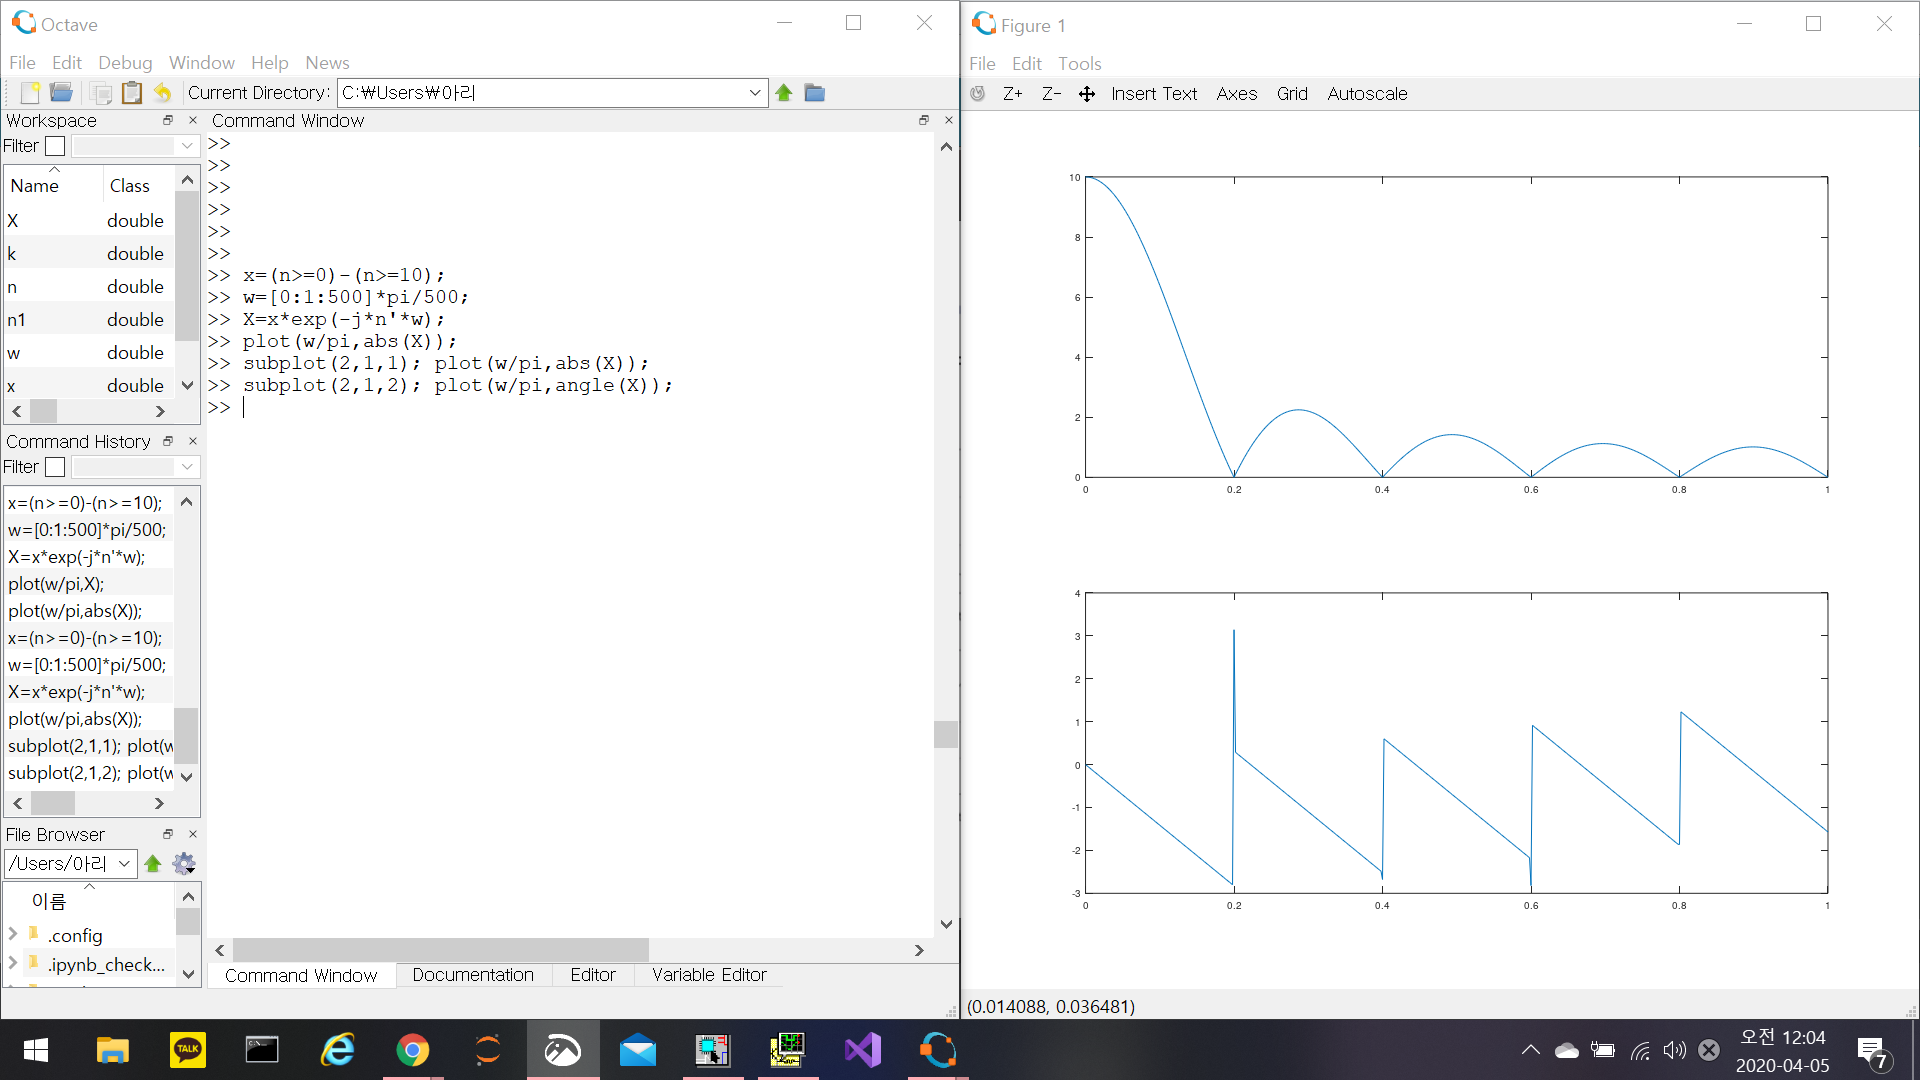 Octave
File Edit Debug Window Help News
Current Directory: C:₩Users₩아리
Workspace
Filter
Name Class
X double
k double
n double
n1 double
w double
x double
Command History
Filter
x=(n>=0)-(n>=10);
w=[0:1:500]*pi/500;
X=x*exp(-j*n'*w);
plot(w/pi,X);
plot(w/pi,abs(X));
x=(n>=0)-(n>=10);
w=[0:1:500]*pi/500;
X=x*exp(-j*n'*w);
plot(w/pi,abs(X));
subplot(2,1,1); plot(w
subplot(2,1,2); plot(w
File Browser
/Users/아리
이름
.config
.ipynb_check...
Command Window
>>
>>
>>
>>
>>
>>
>> x=(n>=0)-(n>=10);
>> w=[0:1:500]*pi/500;
>> X=x*exp(-j*n'*w);
>> plot(w/pi,abs(X));
>> subplot(2,1,1); plot(w/pi,abs(X));
>> subplot(2,1,2); plot(w/pi,angle(X));
>>
Command Window Documentation Editor Variable Editor
Figure 1
File Edit Tools
Z+ Z- Insert Text Axes Grid Autoscale
10
8
6
4
2
0
0 0.2 0.4 0.6 0.8 1
4
3
2
1
0
-1
-2
-3
0 0.2 0.4 0.6 0.8 1
(0.014088, 0.036481)
TALK
오전 12:04
2020-04-05
7